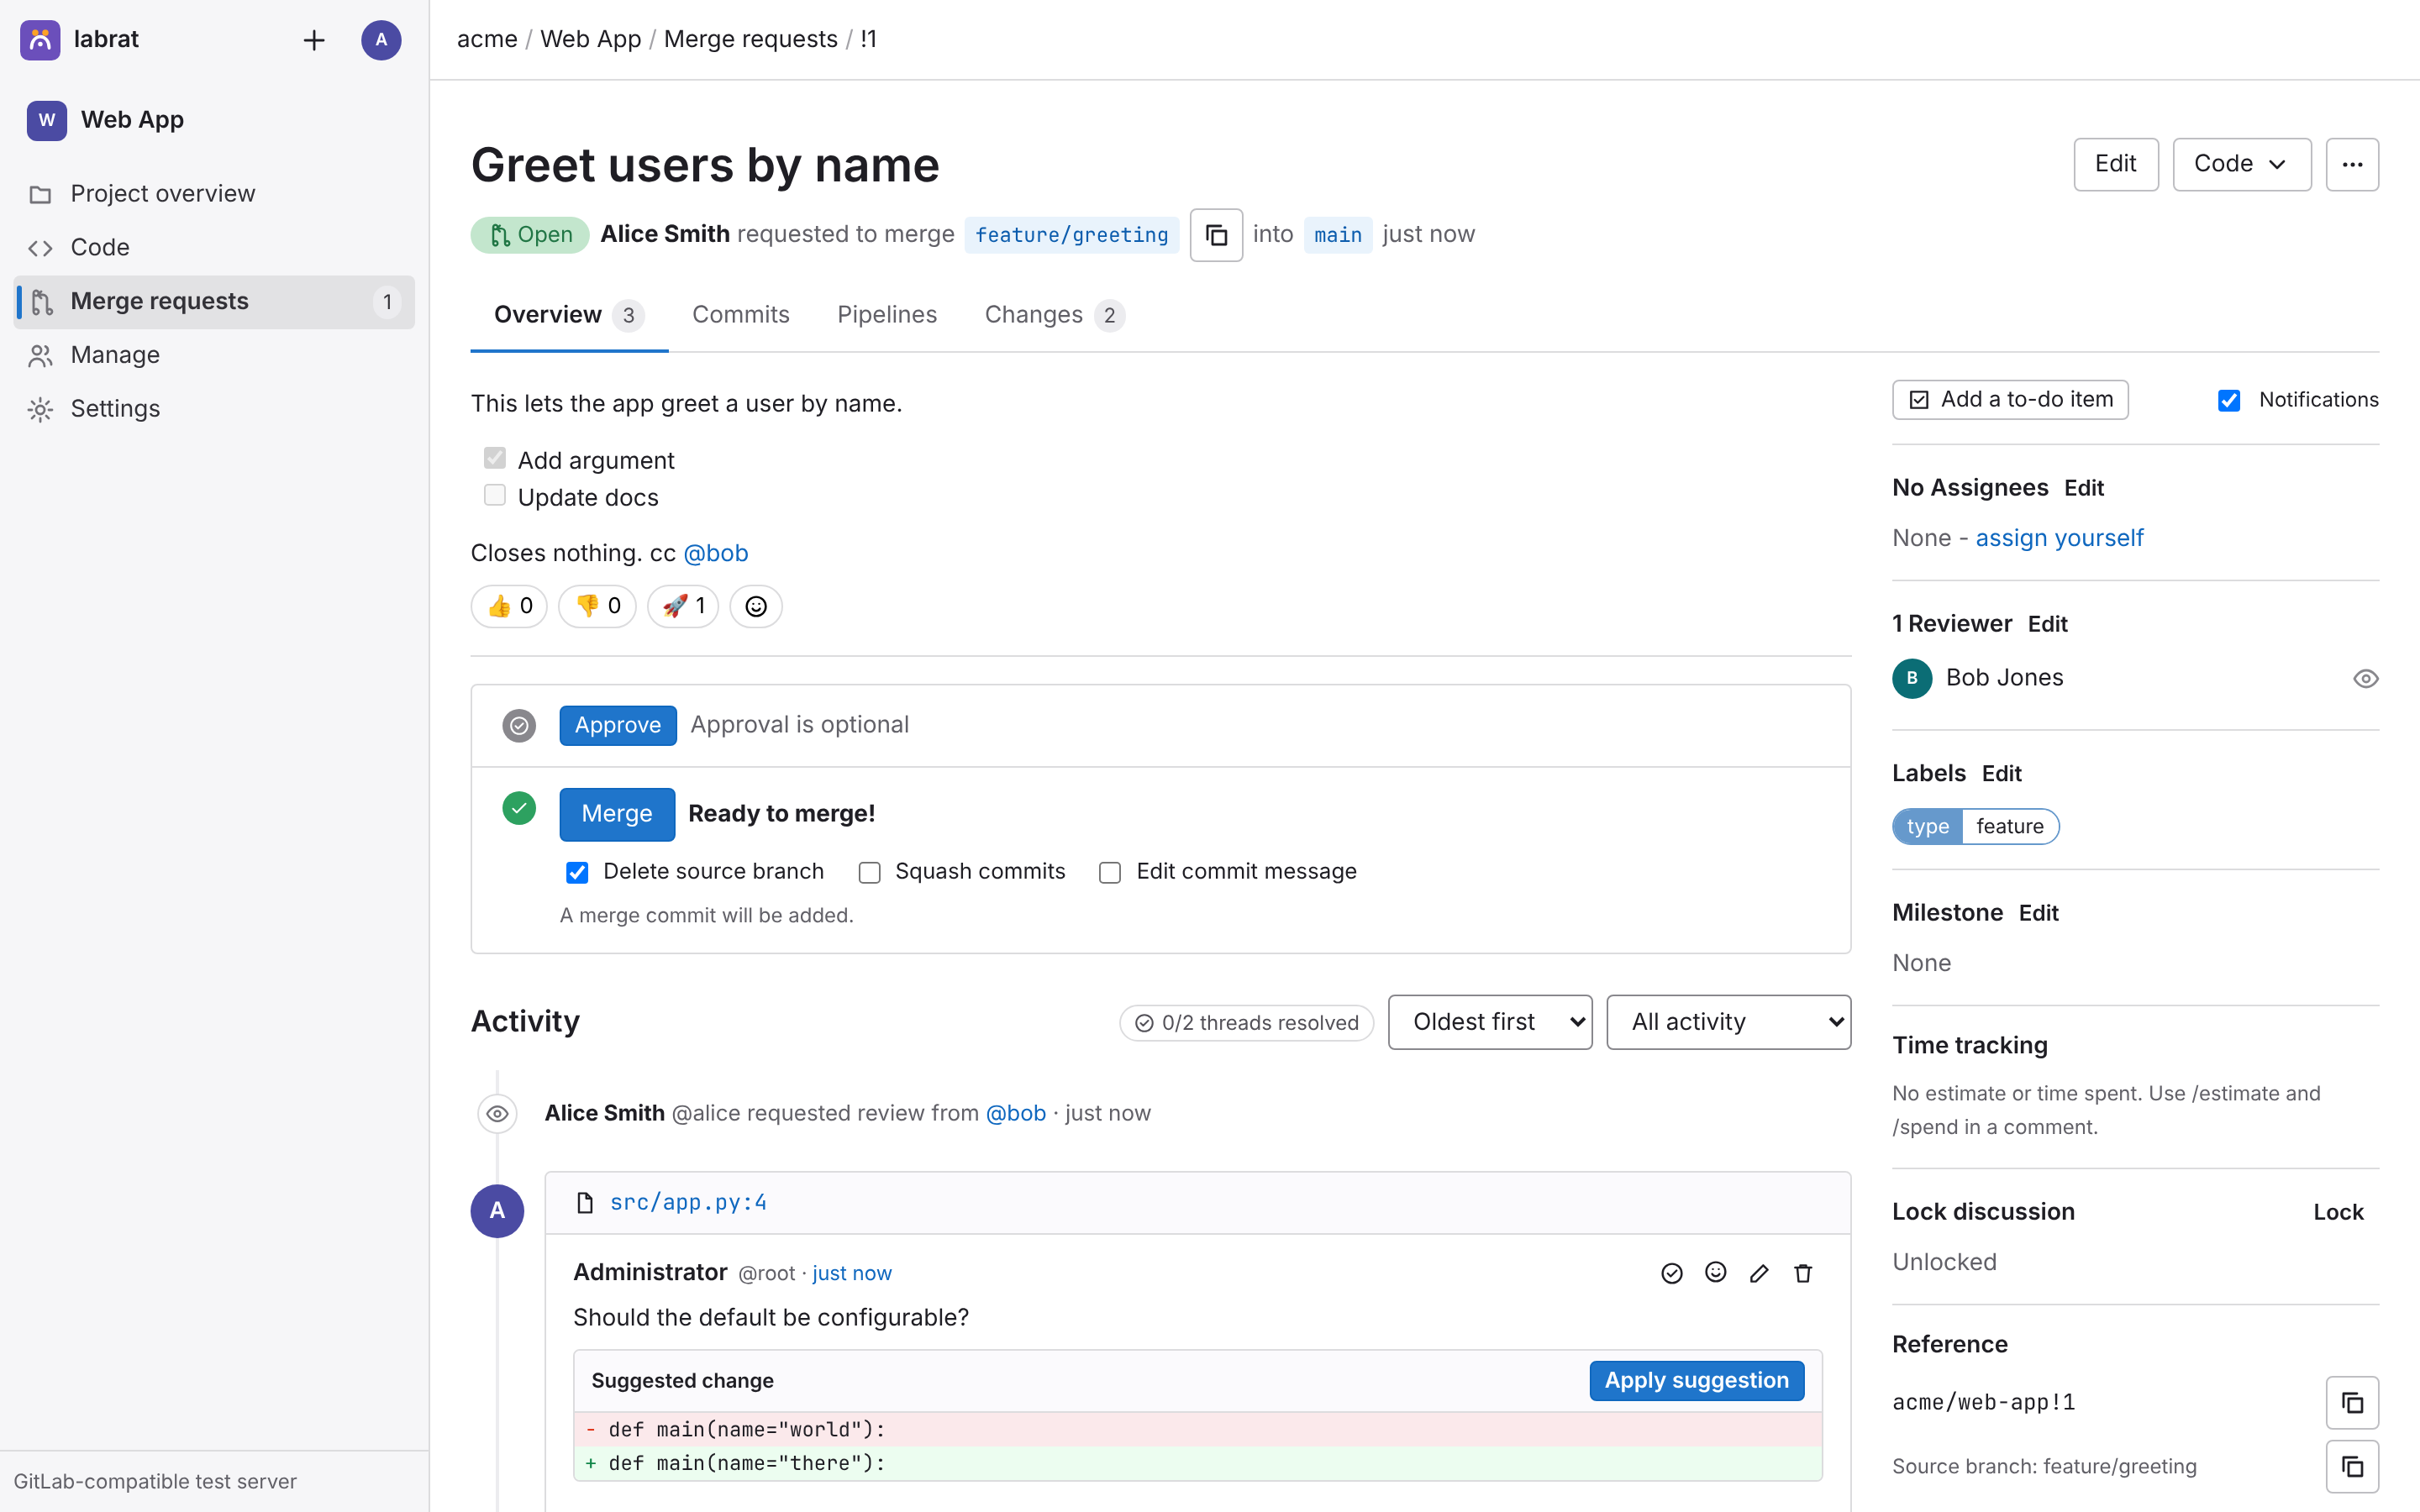 labrat
A
W
Web App
Project overview
Code
Merge requests 1
Manage
Settings
GitLab-compatible test server
acme / Web App / Merge requests / !1
Greet users by name
Edit
Code
Open Alice Smith requested to merge feature/greeting into main just now
Overview 3
Commits
Pipelines
Changes 2
This lets the app greet a user by name.
Add argument
Update docs
Closes nothing. cc @bob
👍 0 👎 0 🚀 1
Approve Approval is optional
Merge Ready to merge!
Delete source branch Squash commits Edit commit message
A merge commit will be added.
Activity
0/2 threads resolved
Oldest first
All activity
Alice Smith @alice requested review from @bob · just now
A
src/app.py:4
Administrator @root · just now
Should the default be configurable?
Suggested change
Apply suggestion
- def main(name="world"):
+ def main(name="there"):
Add a to-do item
Notifications
No Assignees Edit
None - assign yourself
1 Reviewer Edit
B Bob Jones
Labels Edit
type feature
Milestone Edit
None
Time tracking
No estimate or time spent. Use /estimate and
/spend in a comment.
Lock discussion Lock
Unlocked
Reference
acme/web-app!1
Source branch: feature/greeting